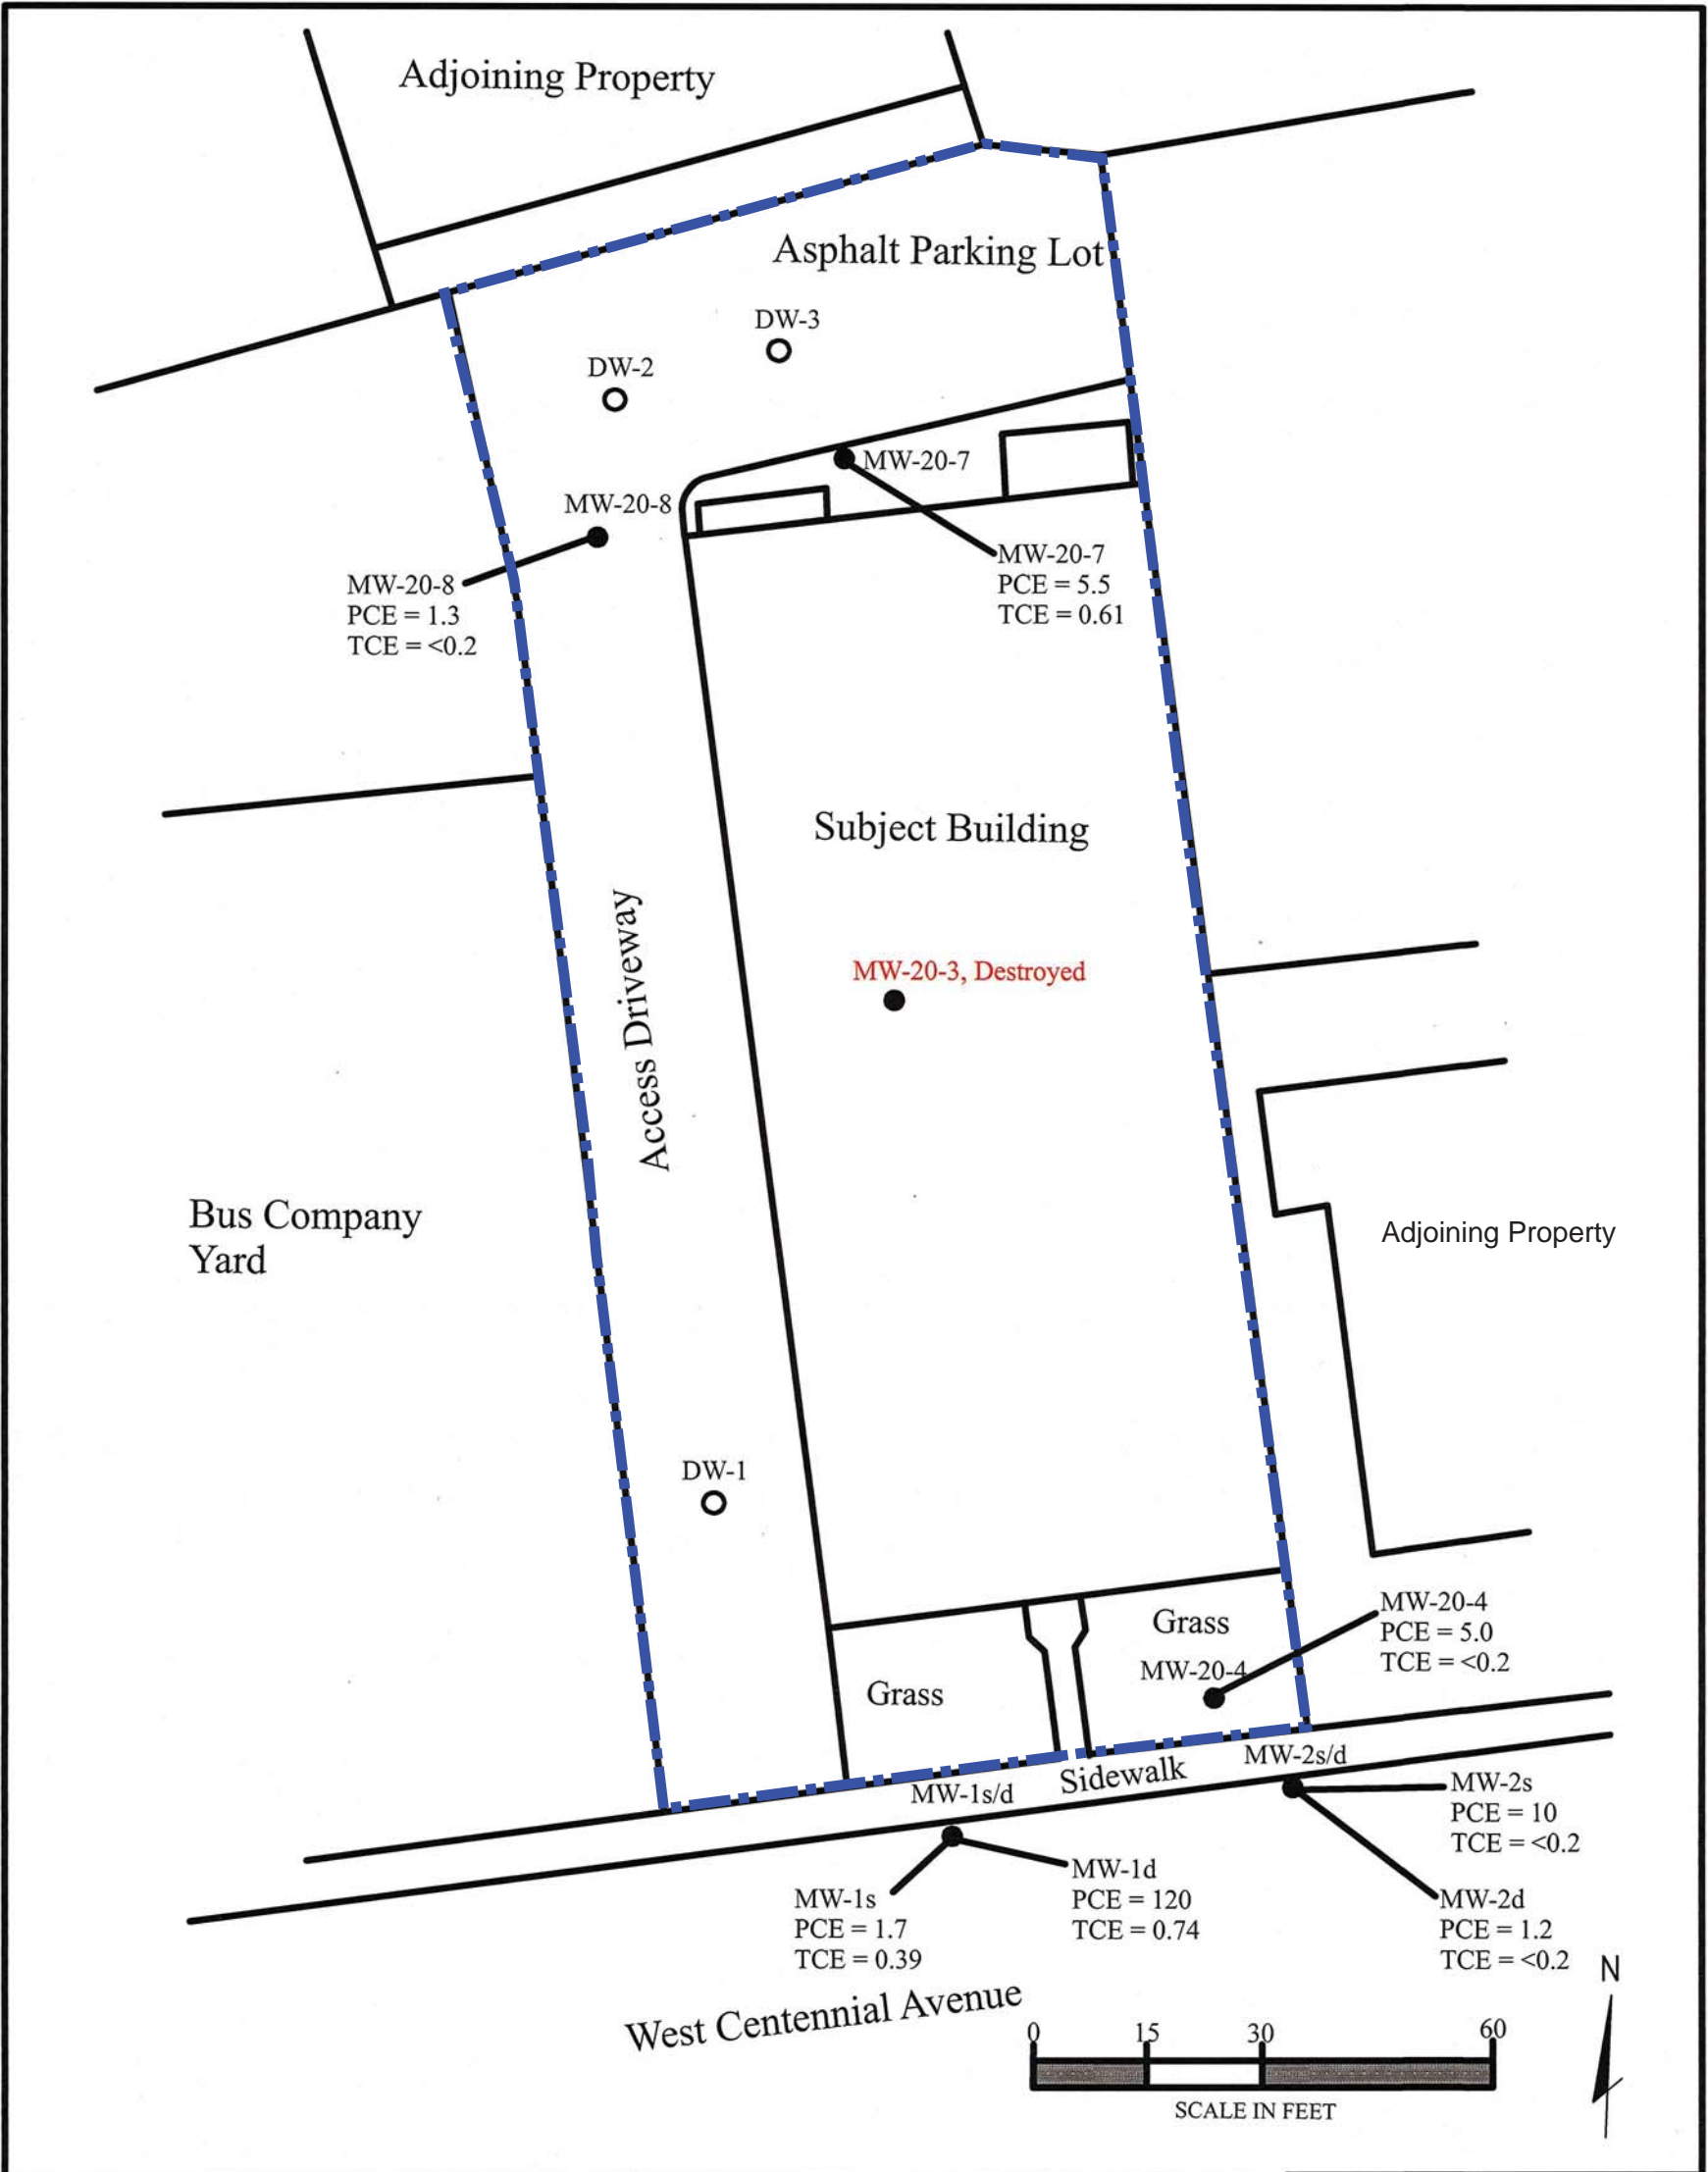 Adjoining Property
Asphalt Parking Lot
DW-3
DW-2
MW-20-7
MW-20-8
MW-20-7
PCE = 5.5
TCE = 0.61
MW-20-8
PCE = 1.3
TCE = <0.2
Subject Building
Access Driveway
MW-20-3, Destroyed
Bus Company
Yard
Adjoining Property
DW-1
MW-20-4
PCE = 5.0
TCE = <0.2
Grass
MW-20-4
Grass
MW-2s/d
Sidewalk
MW-1s/d
MW-2s
PCE = 10
TCE = <0.2
MW-1d
PCE = 120
TCE = 0.74
MW-1s
PCE = 1.7
TCE = 0.39
MW-2d
PCE = 1.2
TCE = <0.2
N
West Centennial Avenue
0 15 30 60
SCALE IN FEET